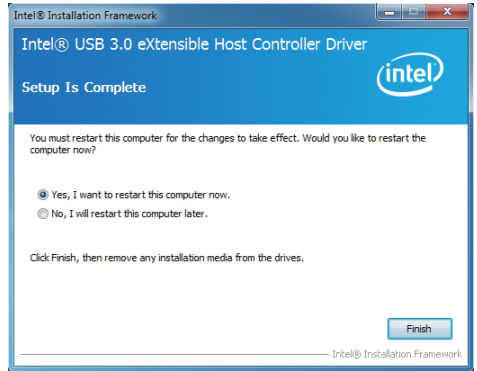 Intel® Installation Framework
Intel® USB 3.0 eXtensible Host Controller Driver
Setup Is Complete
intel
You must restart this computer for the changes to take effect. Would you like to restart the
computer now?
Yes, I want to restart this computer now.
No, I will restart this computer later.
Click Finish, then remove any installation media from the drives.
Finish
Intel® Installation Framework